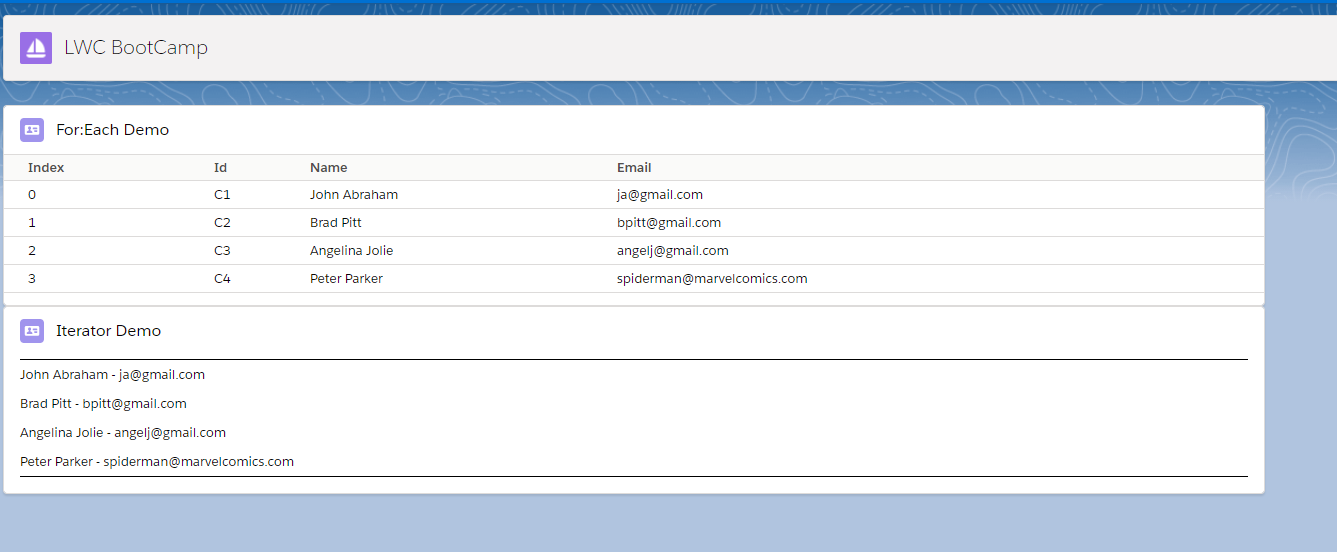 LWC BootCamp
For:Each Demo
Index Id Name Email
0 C1 John Abraham ja@gmail.com
1 C2 Brad Pitt bpitt@gmail.com
2 C3 Angelina Jolie angelj@gmail.com
3 C4 Peter Parker spiderman@marvelcomics.com
Iterator Demo
John Abraham - ja@gmail.com
Brad Pitt - bpitt@gmail.com
Angelina Jolie - angelj@gmail.com
Peter Parker - spiderman@marvelcomics.com